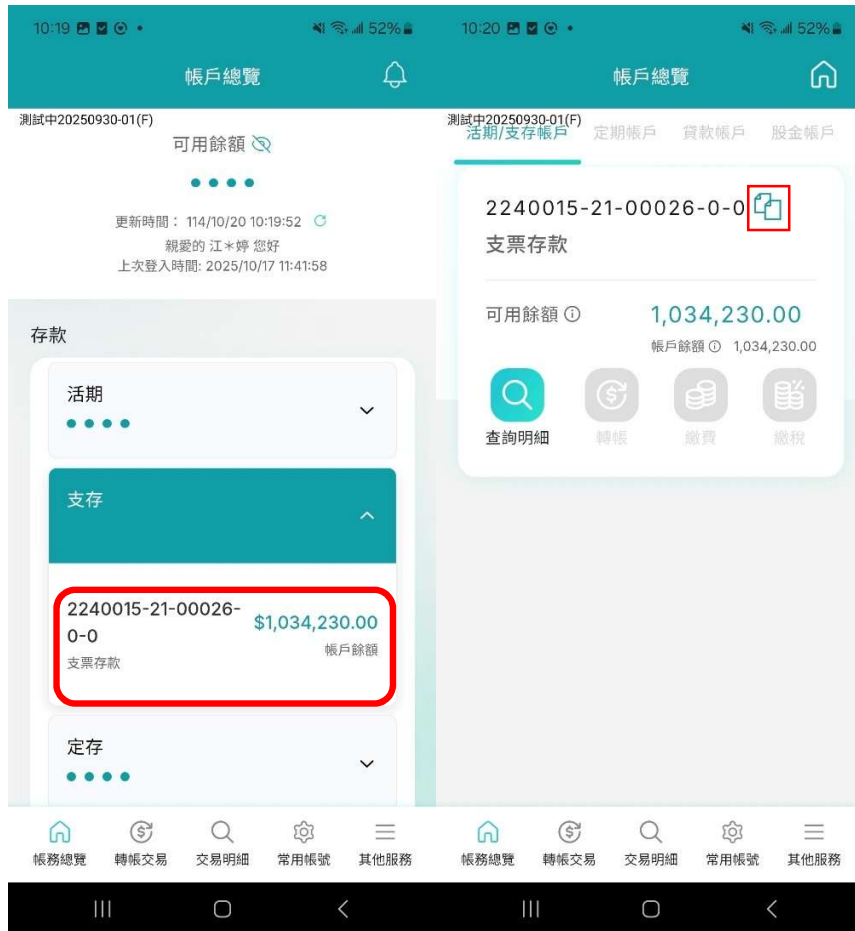 10:19
52%
帳戶總覽
測試中20250930-01(F)
可用餘額
更新時間： 114/10/20 10:19:52
親愛的 江＊婷 您好
上次登入時間: 2025/10/17 11:41:58
存款
活期
支存
2240015-21-00026-
0-0
$1,034,230.00
帳戶餘額
支票存款
定存
帳務總覽 轉帳交易 交易明細 常用帳號 其他服務
10:20
52%
帳戶總覽
測試中20250930-01(F)
活期/支存帳戶 定期帳戶 貸款帳戶 股金帳戶
2240015-21-00026-0-0
支票存款
可用餘額 1,034,230.00
帳戶餘額 1,034,230.00
查詢明細 轉帳 繳費 繳稅
帳務總覽 轉帳交易 交易明細 常用帳號 其他服務